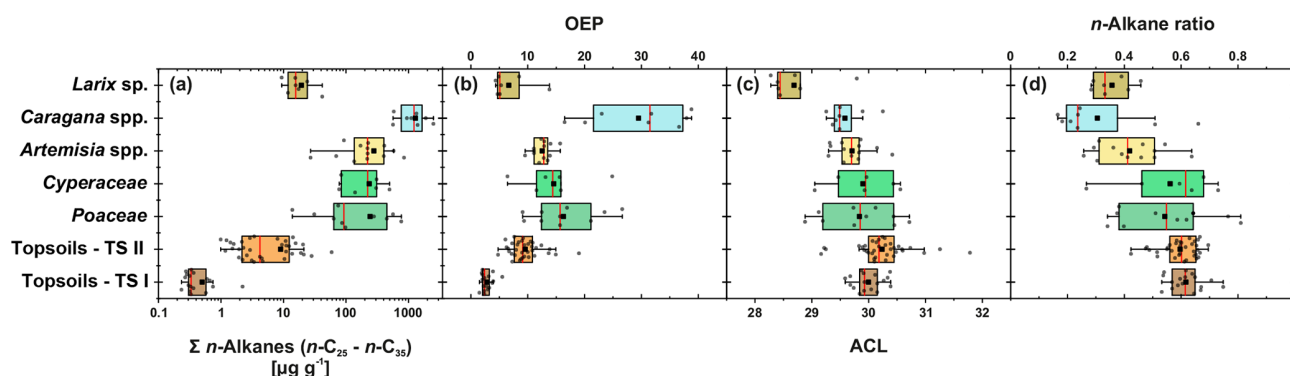 OEP
n-Alkane ratio
0 10 20 30 40
0 0.2 0.4 0.6 0.8
(a) (b) (c) (d)
Larix sp.
Caragana spp.
Artemisia spp.
Cyperaceae
Poaceae
Topsoils - TS II
Topsoils - TS I
0.1 1 10 100 1000
28 29 30 31 32
Σ n-Alkanes (n-C25 - n-C35)
[µg g-1]
ACL